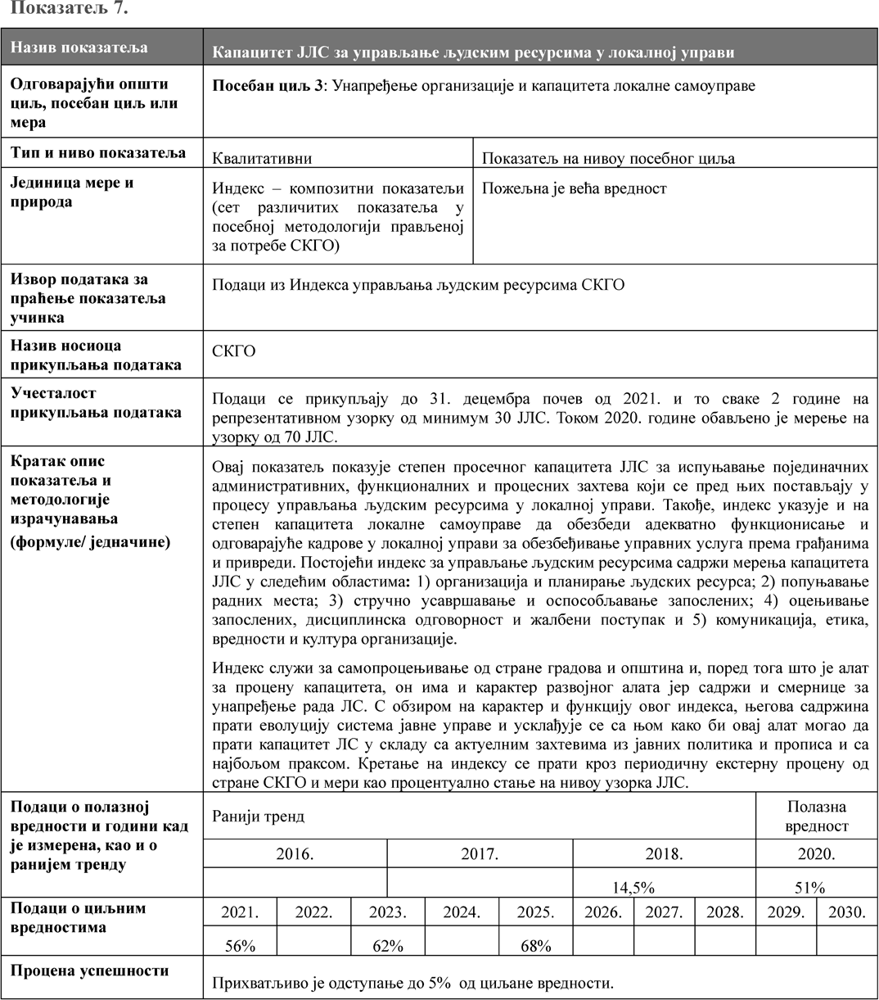 Показатељ 7.
Назив показатеља
Капацитет ЈЛС за управљање људским ресурсима у локалној управи
Одговарајући општи
циљ, посебан циљ или
мера
Посебан циљ 3: Унапређење организације и капацитета локалне самоуправе
Тип и ниво показатеља
Квалитативни
Показатељ на нивоу посебног циља
Јединица мере и
природа
Индекс – композитни показатељи
(сет различитих показатеља у
посебној методологији прављеној
за потребе СКГО)
Пожељна је већа вредност
Извор података за
праћење показатеља
учинка
Подаци из Индекса управљања људским ресурсима СКГО
Назив носиоца
прикупљања података
СКГО
Учесталост
прикупљања података
Подаци се прикупљају до 31. децембра почев од 2021. и то сваке 2 године на
репрезентативном узорку од минимум 30 ЈЛС. Током 2020. године обављено је мерење на
узорку од 70 ЈЛС.
Кратак опис
показатеља и
методологије
израчунавања
(формуле/ једначине)
Овај показатељ показује степен просечног капацитета ЈЛС за испуњавање појединачних
административних, функционалних и процесних захтева који се пред њих постављају у
процесу управљања људским ресурсима у локалној управи. Такође, индекс указује и на
степен капацитета локалне самоуправе да обезбеди адекватно функционисање и
одговарајуће кадрове у локалној управи за обезбеђивање управних услуга према грађанима
и привреди. Постојећи индекс за управљање људским ресурсима садржи мерења капацитета
ЈЛС у следећим областима: 1) организација и планирање људских ресурса; 2) попуњавање
радних места; 3) стручно усавршавање и оспособљавање запослених; 4) оцењивање
запослених, дисциплинска одговорност и жалбени поступак и 5) комуникација, етика,
вредности и култура организације.
Индекс служи за самопроцењивање од стране градова и општина и, поред тога што је алат
за процену капацитета, он има и карактер развојног алата јер садржи и смернице за
унапређење рада ЛС. С обзиром на карактер и функцију овог индекса, његова садржина
прати еволуцију система јавне управе и усклађује се са њом како би овај алат могао да
прати капацитет ЛС у складу са актуелним захтевима из јавних политика и прописа и са
најбољом праксом. Кретање на индексу се прати кроз периодичну екстерну процену од
стране СКГО и мери као процентуално стање на нивоу узорка ЈЛС.
Подаци о полазној
вредности и години кад
је измерена, као и о
ранијем тренду
Ранији тренд
Полазна
вредност
2016. 2017. 2018. 2020.
14,5% 51%
Подаци о циљним
вредностима
2021. 2022. 2023. 2024. 2025. 2026. 2027. 2028. 2029. 2030.
56% 62% 68%
Процена успешности
Прихватљиво је одступање до 5% од циљане вредности.